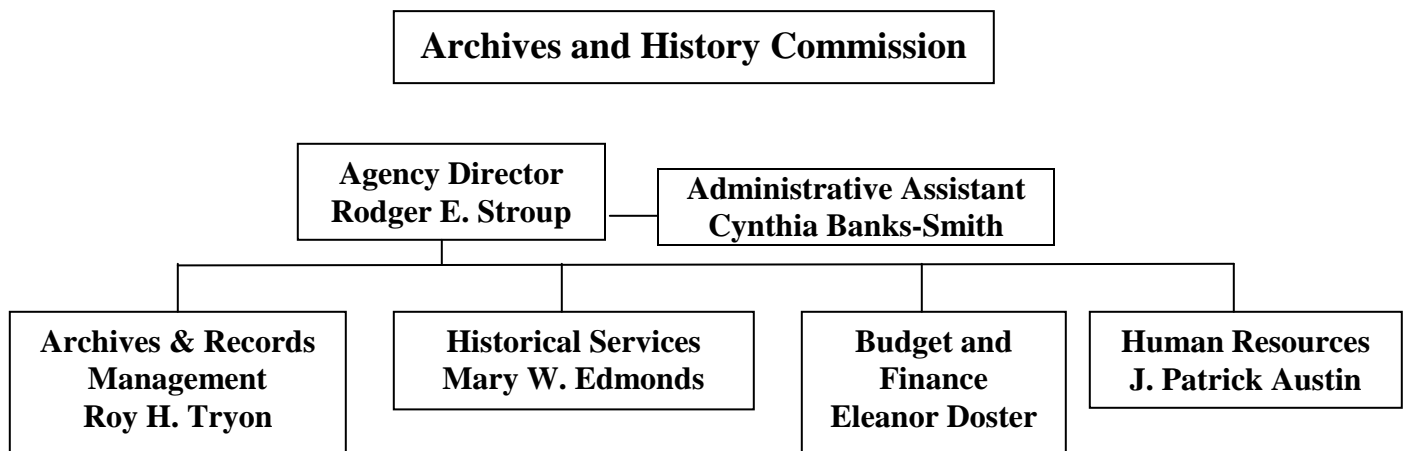 Archives and History Commission
Agency Director
Rodger E. Stroup
Administrative Assistant
Cynthia Banks-Smith
Archives & Records
Management
Roy H. Tryon
Historical Services
Mary W. Edmonds
Budget and
Finance
Eleanor Doster
Human Resources
J. Patrick Austin